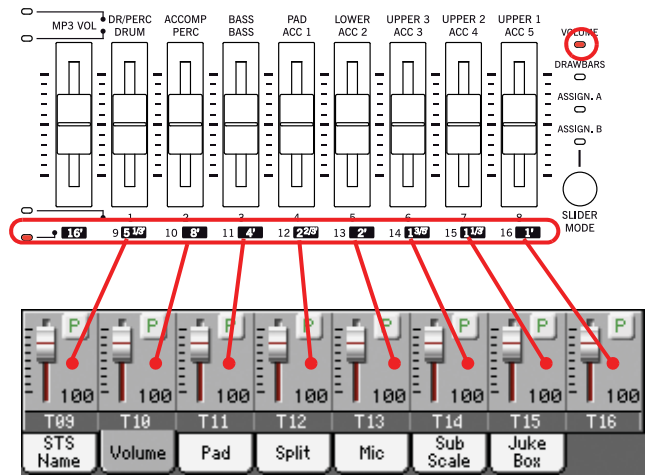 MP3 VOL DR/PERC ACCOMP BASS PAD LOWER UPPER 3 UPPER 2 UPPER 1
DRUM PERC BASS ACC 1 ACC 2 ACC 3 ACC 4 ACC 5
VOLUME
DRAWBARS
ASSIGN. A
ASSIGN. B
SLIDER
MODE
1 2 3 4 5 6 7 8
16' 9 5 1/3' 10 8' 11 4' 12 2 2/3' 13 2' 14 1 3/5' 15 1 1/3' 16 1'
P P P P P P P P
100 100 100 100 100 100 100 100
T09 T10 T11 T12 T13 T14 T15 T16
STS Name Volume Pad Split Mic Sub Scale Juke Box